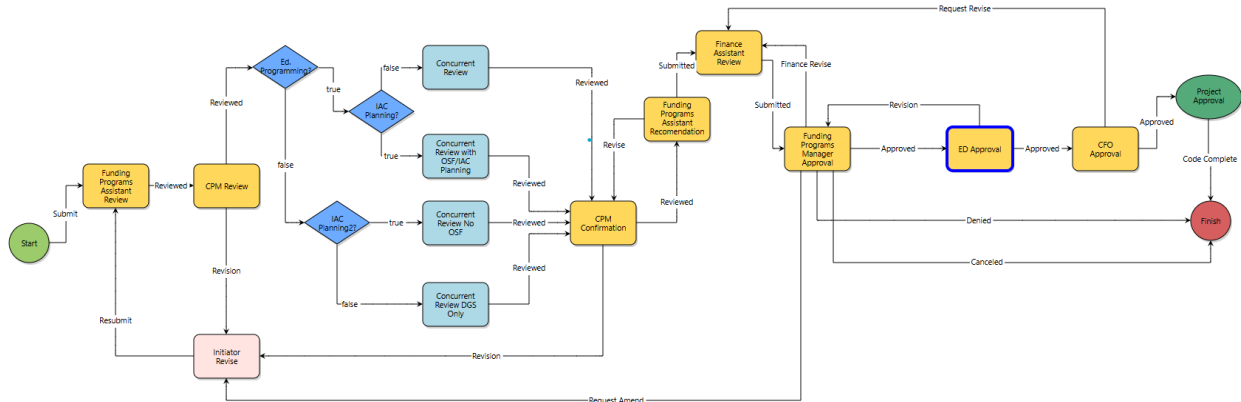 Request Revise
Ed.
Programming?
false
Concurrent
Review
Finance
Assistant
Review
Finance Revise
Submitted
Reviewed
true
IAC
Planning?
Reviewed
Funding
Programs
Assistant
Recomendation
Submitted
Revision
Project
Approval
Approved
Funding
Programs
Manager
Approval
Approved
ED Approval
Approved
CFO
Approval
Code Complete
false
true
Concurrent
Review with
OSF/IAC
Planning
Revise
Reviewed
Funding
Programs
Assistant
Review
Reviewed
CPM Review
Submit
Start
IAC
Planning2?
true
Concurrent
Review No
OSF
Reviewed
CPM
Confirmation
Reviewed
Denied
Finish
Canceled
Revision
Reviewed
false
Concurrent
Review DGS
Only
Resubmit
Initiator
Revise
Revision
Request Amend